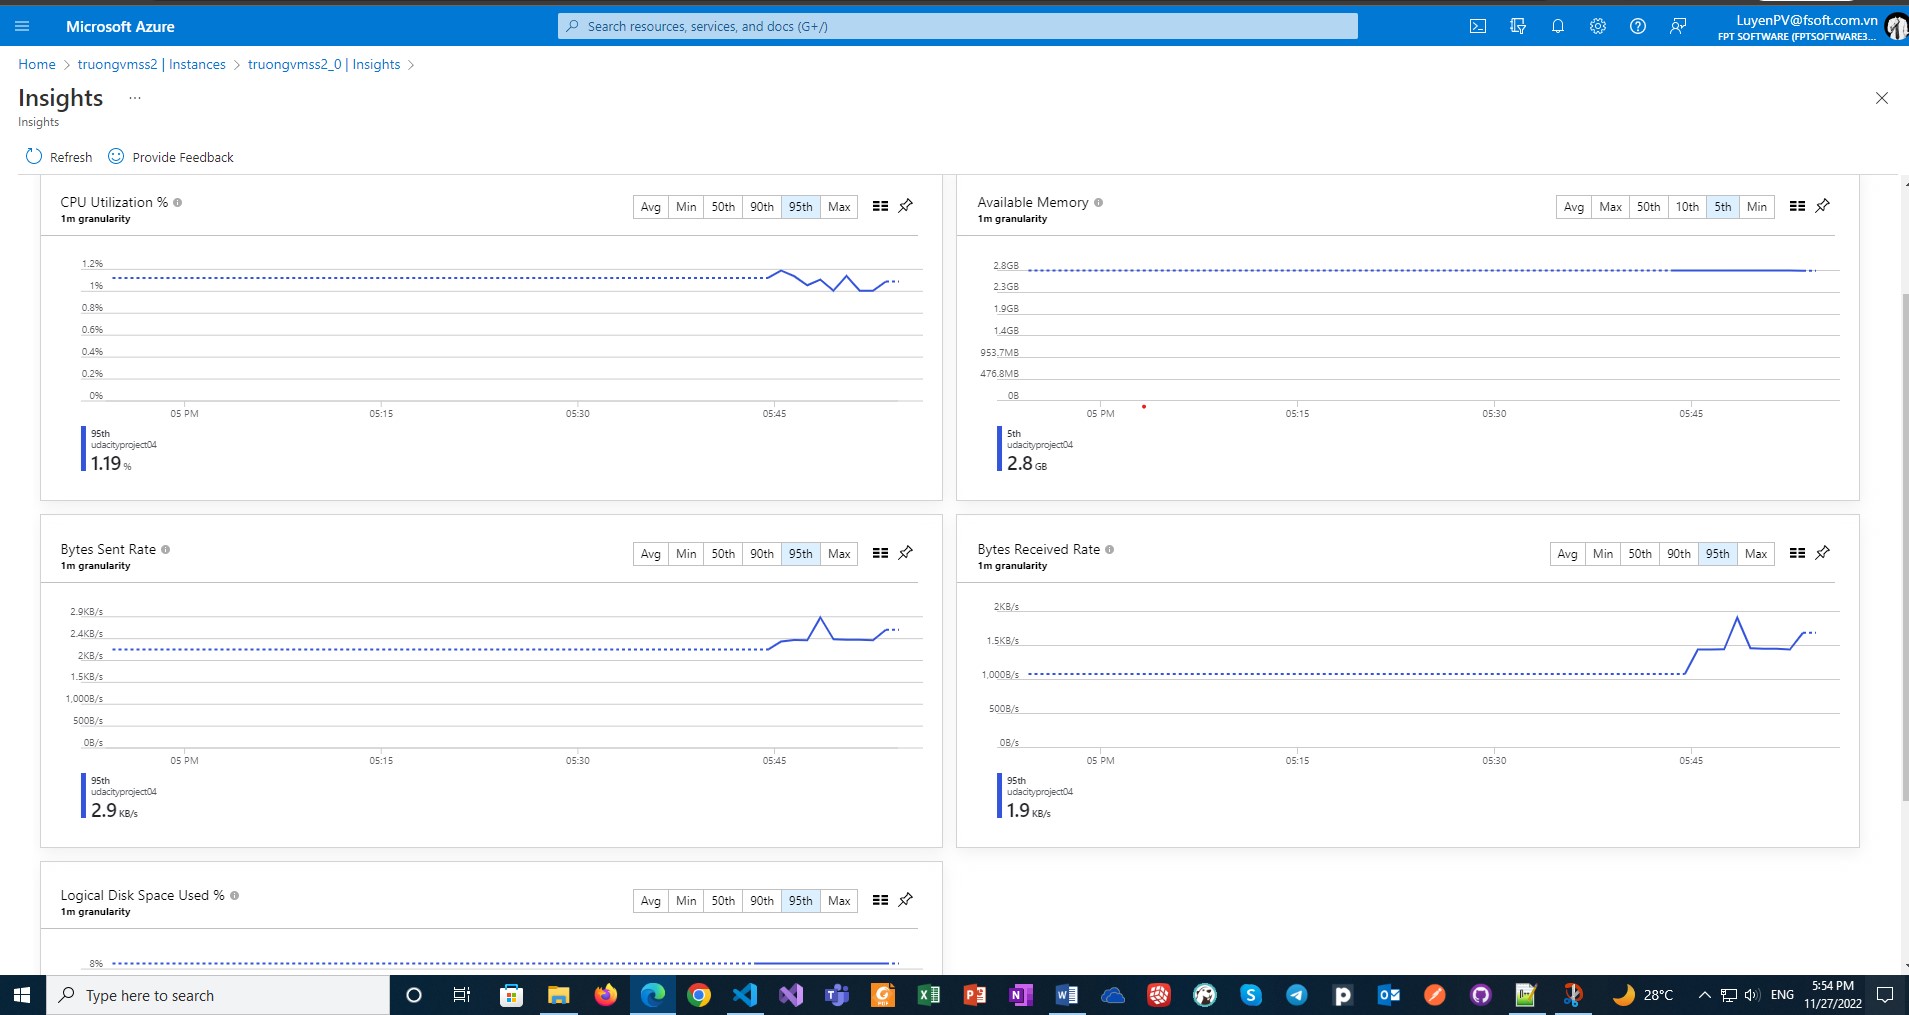 Microsoft Azure
Search resources, services, and docs (G+/)
LuyenPV@fsoft.com.vn
FPT SOFTWARE (FPTSOFTWARE3...
Home > truongvmss2 | Instances > truongvmss2_0 | Insights >
Insights ...
Insights
Refresh Provide Feedback
CPU Utilization %
1m granularity
Avg Min 50th 90th 95th Max
1.2%
1%
0.8%
0.6%
0.4%
0.2%
0%
05 PM 05:15 05:30 05:45
95th
udacityproject04
1.19 %
Available Memory
1m granularity
Avg Max 50th 10th 5th Min
2.8GB
2.3GB
1.9GB
1.4GB
953.7MB
476.8MB
0B
05 PM 05:15 05:30 05:45
5th
udacityproject04
2.8 GB
Bytes Sent Rate
1m granularity
Avg Min 50th 90th 95th Max
2.9KB/s
2.4KB/s
2KB/s
1.5KB/s
1,000B/s
500B/s
0B/s
05 PM 05:15 05:30 05:45
95th
udacityproject04
2.9 KB/s
Bytes Received Rate
1m granularity
Avg Min 50th 90th 95th Max
2KB/s
1.5KB/s
1,000B/s
500B/s
0B/s
05 PM 05:15 05:30 05:45
95th
udacityproject04
1.9 KB/s
Logical Disk Space Used %
1m granularity
Avg Min 50th 90th 95th Max
8%
Type here to search
28°C
ENG
5:54 PM
11/27/2022